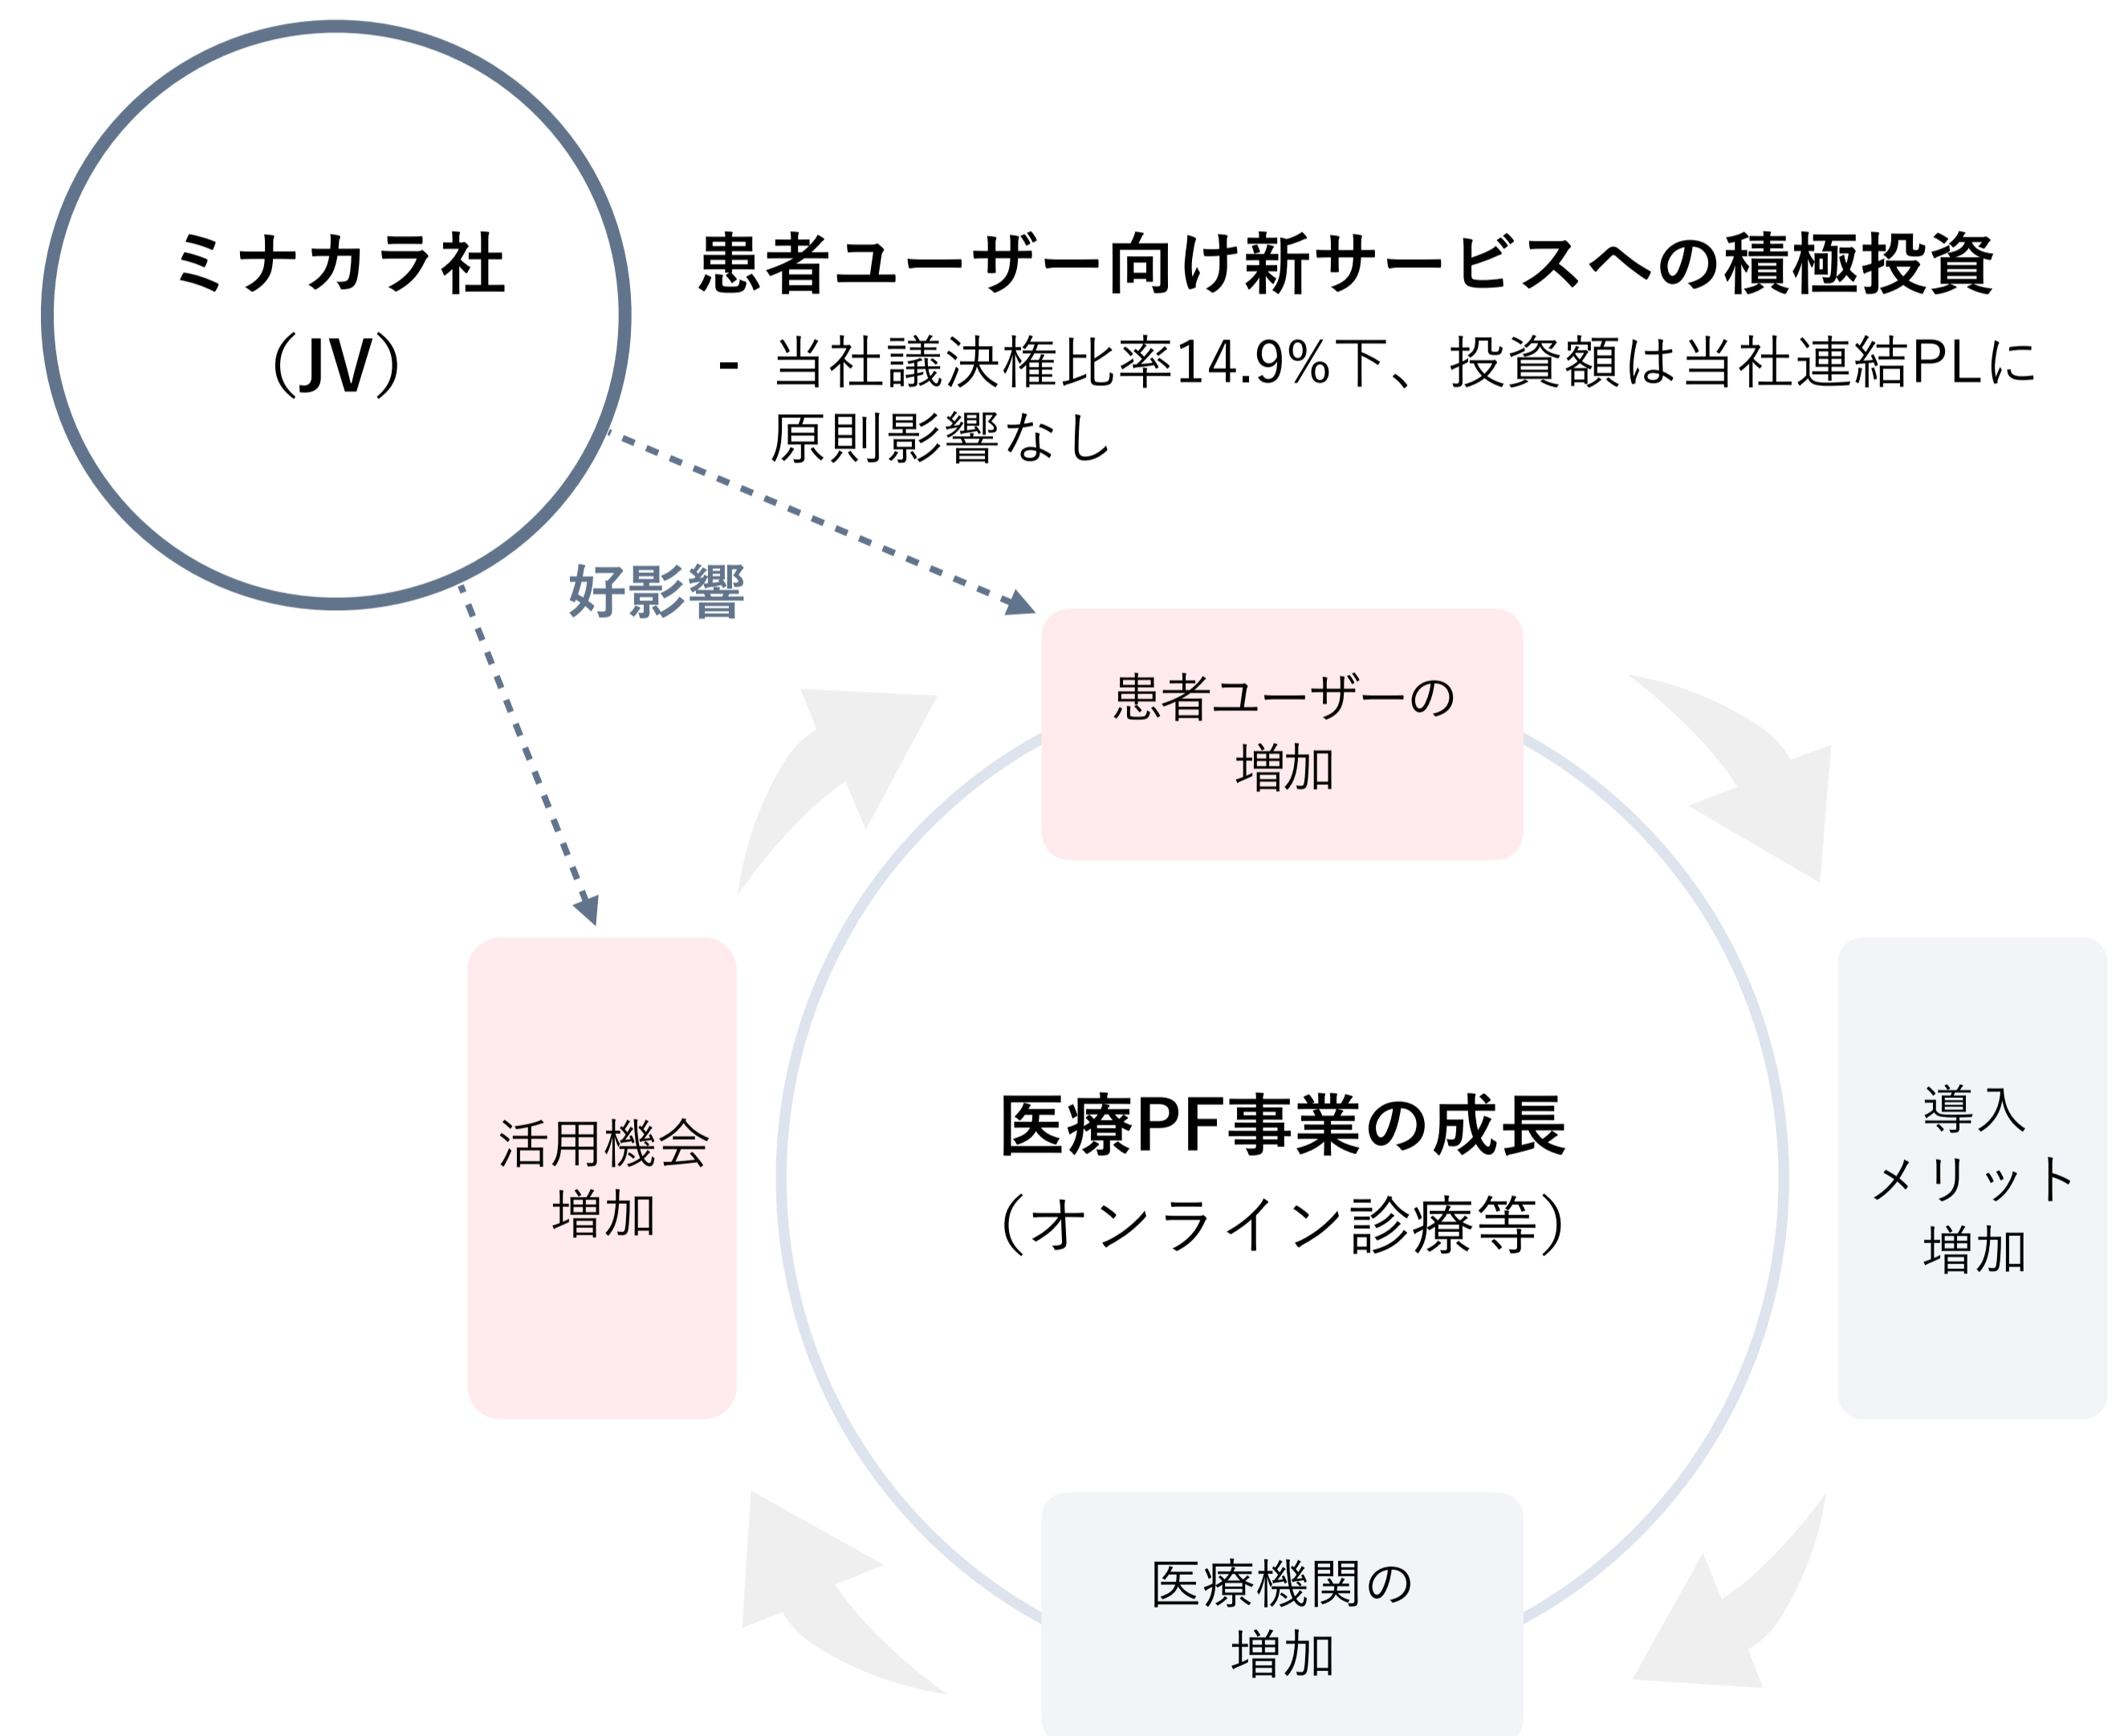 ミナカラ社
（JV）
患者ユーザー向けサービスへの積極投資
- 当社議決権比率14.9%下、投資額は当社連結PLに
原則影響なし
好影響
患者ユーザーの
増加
活用機会
増加
医療PF事業の成長
（オンライン診療等）
導入
メリット
増加
医療機関の
増加